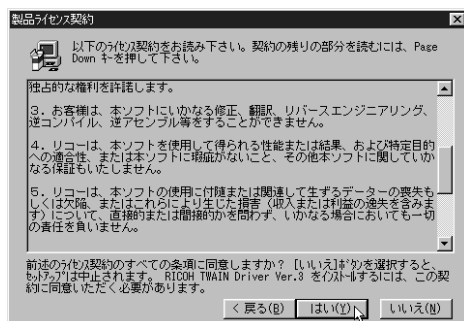 製品ライセンス契約
以下のライセンス契約をお読み下さい。契約の残りの部分を読むには、Page
Down キーを押して下さい。
独占的な権利を許諾します。
3. お客様は、本ソフトにいかなる修正、翻訳、リバースエンジニアリング、
逆コンパイル、逆アセンブル等をすることができません。
4. リコーは、本ソフトを使用して得られる性能または結果、および特定目的
への適合性、または本ソフトに瑕疵がないこと、その他本ソフトに関していか
なる保証もいたしません。
5. リコーは、本ソフトの使用に付随または関連して生ずるデーターの喪失も
しくは欠陥、またはこれらにより生じた損害（収入または利益の逸失を含みま
す）について、直接的または間接的かを問わず、いかなる場合においても一切
の責任を負いません。
前述のライセンス契約のすべての条項に同意しますか？ [いいえ]ボタンを選択すると、
セットアップは中止されます。 RICOH TWAIN Driver Ver.3 をインストールするには、この契
約に同意いただく必要があります。
< 戻る(B) はい(Y) いいえ(N)